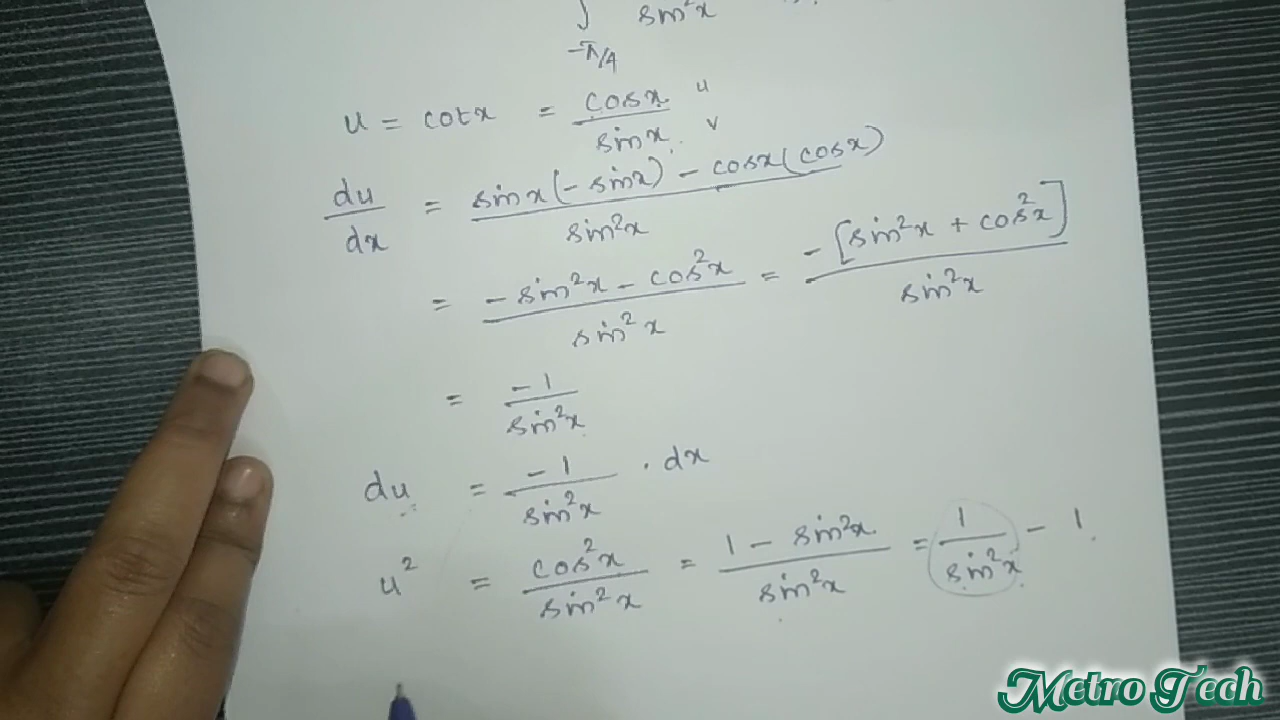 ∫ sin²x
-π/4
u = cotx = cosx/sinx u v
du/dx = sinx(-sinx) - cosx(cosx) / sin²x
= -sin²x - cos²x / sin²x = -[sin²x + cos²x] / sin²x
= -1/sin²x
du = -1/sin²x . dx
u² = cos²x/sin²x = 1 - sin²x / sin²x = 1/sin²x - 1
Metro Tech